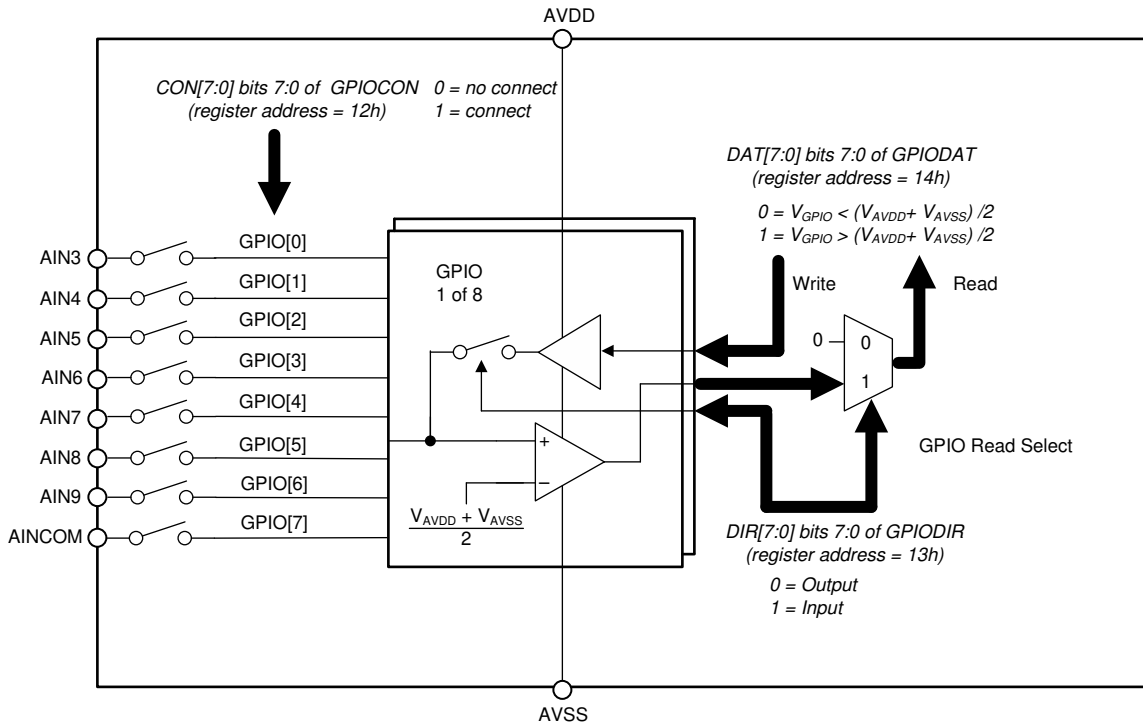 AVDD
CON[7:0] bits 7:0 of GPIOCON 0 = no connect
(register address = 12h) 1 = connect
DAT[7:0] bits 7:0 of GPIODAT
(register address = 14h)
0 = VGPIO < (VAVDD+ VAVSS) /2
1 = VGPIO > (VAVDD+ VAVSS) /2
Write
Read
AIN3
GPIO[0]
AIN4
GPIO[1]
AIN5
GPIO[2]
AIN6
GPIO[3]
AIN7
GPIO[4]
AIN8
GPIO[5]
AIN9
GPIO[6]
AINCOM
GPIO[7]
GPIO
1 of 8
+
−
VAVDD + VAVSS
2
0
0
1
GPIO Read Select
DIR[7:0] bits 7:0 of GPIODIR
(register address = 13h)
0 = Output
1 = Input
AVSS